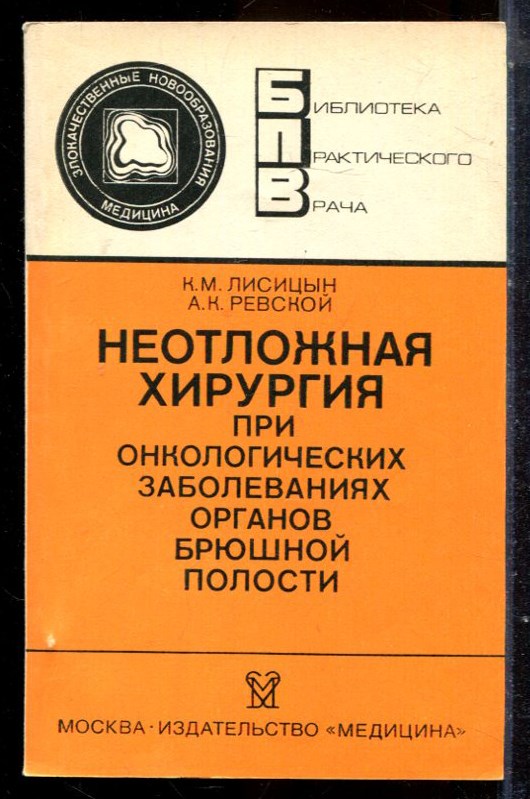 ЗЛОКАЧЕСТВЕННЫЕ НОВООБРАЗОВАНИЯ
МЕДИЦИНА
БИБЛИОТЕКА
ПРАКТИЧЕСКОГО
ВРАЧА
К.М. ЛИСИЦЫН
А.К. РЕВСКОЙ
НЕОТЛОЖНАЯ
ХИРУРГИЯ
ПРИ
ОНКОЛОГИЧЕСКИХ
ЗАБОЛЕВАНИЯХ
ОРГАНОВ
БРЮШНОЙ
ПОЛОСТИ
МОСКВА · ИЗДАТЕЛЬСТВО «МЕДИЦИНА»